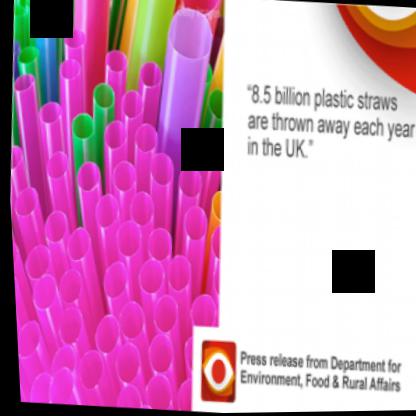 “8.5 billion plastic straws
are thrown away each year
in the UK.”
Press release from Department for
Environment, Food & Rural Affairs